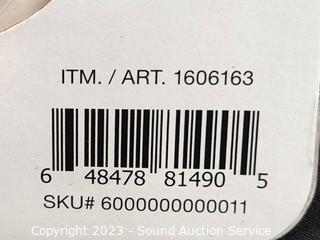 ITM. / ART. 1606163
6 48478 81490 5
SKU# 6000000000011
Copyright 2023 - Sound Auction Service